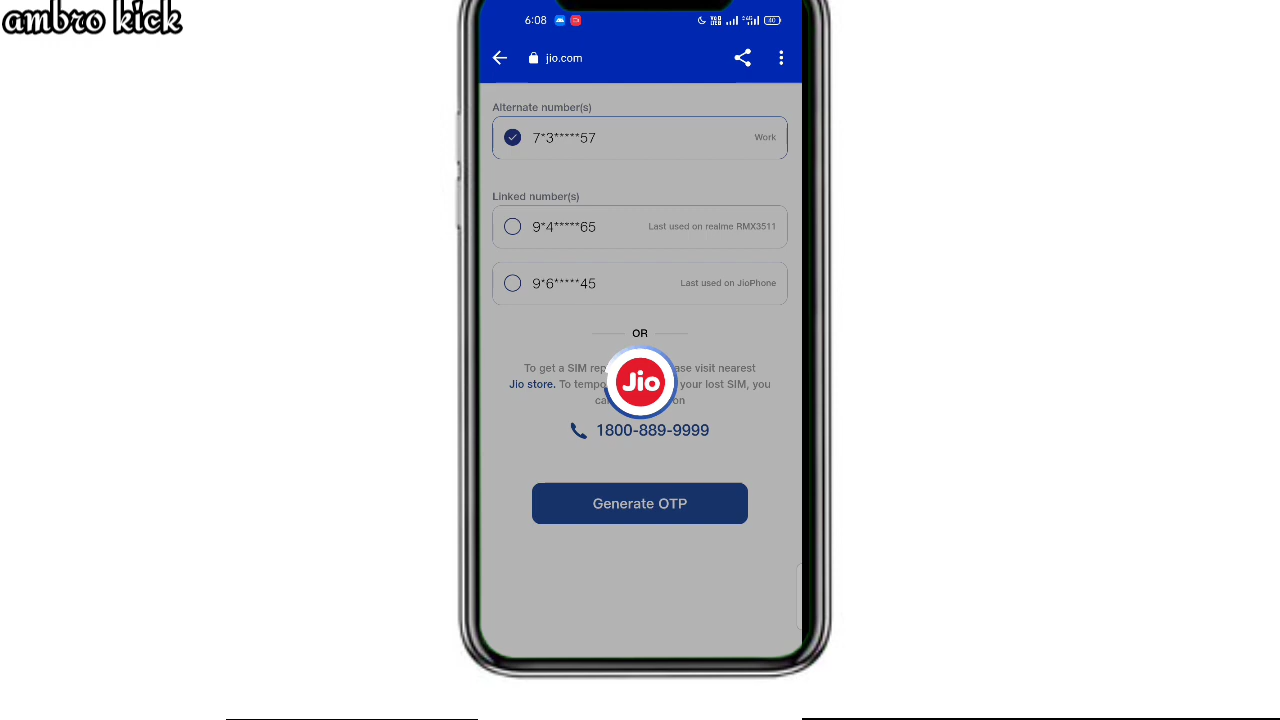 ambro kick
6:08
jio.com
Alternate number(s)
7*3*****57 Work
Linked number(s)
9*4*****65 Last used on realme RMX3511
9*6*****45 Last used on JioPhone
OR
To get a SIM rep ase visit nearest
Jio store. To tempo your lost SIM, you
ca on
Jio
1800-889-9999
Generate OTP